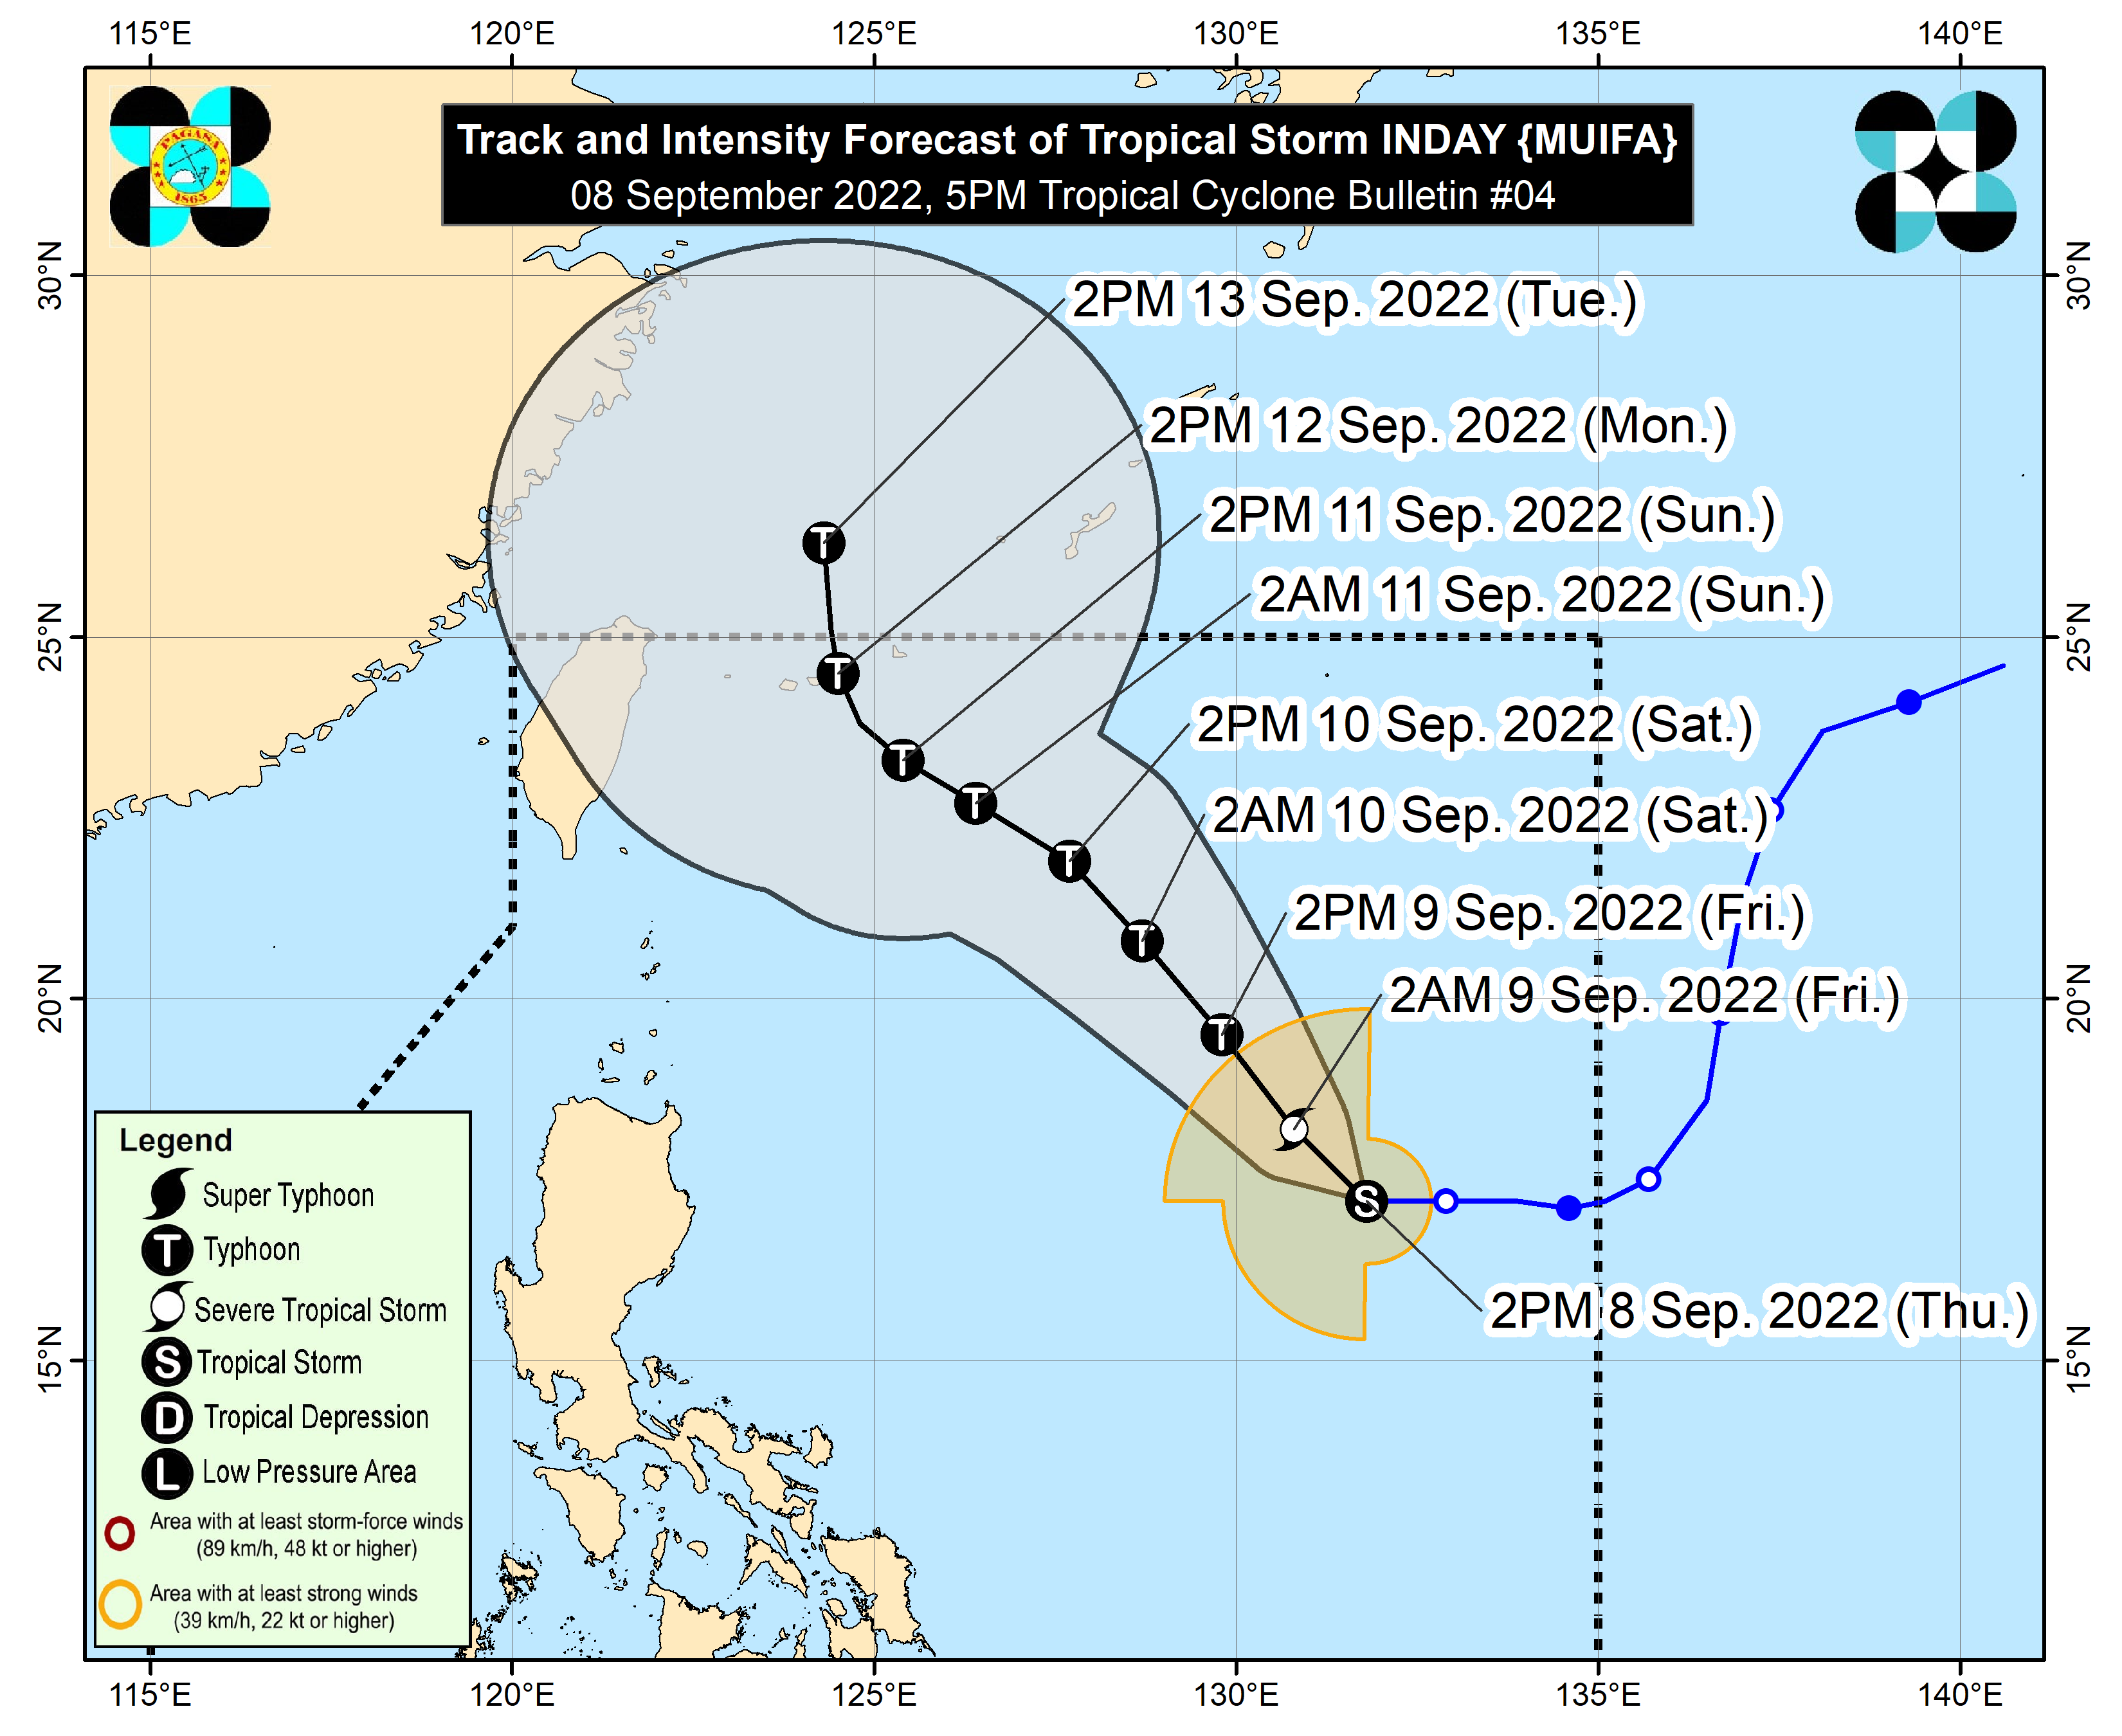 115°E 120°E 125°E 130°E 135°E 140°E
PAGASA
1865
Track and Intensity Forecast of Tropical Storm INDAY {MUIFA}
08 September 2022, 5PM Tropical Cyclone Bulletin #04
30°N 30°N
2PM 13 Sep. 2022 (Tue.)
2PM 12 Sep. 2022 (Mon.)
2PM 11 Sep. 2022 (Sun.)
2AM 11 Sep. 2022 (Sun.)
25°N 25°N
2PM 10 Sep. 2022 (Sat.)
2AM 10 Sep. 2022 (Sat.)
2PM 9 Sep. 2022 (Fri.)
2AM 9 Sep. 2022 (Fri.)
20°N 20°N
2PM 8 Sep. 2022 (Thu.)
15°N 15°N
T
T
T
T
T
T
T
S
Legend
Super Typhoon
T Typhoon
Severe Tropical Storm
S Tropical Storm
D Tropical Depression
L Low Pressure Area
Area with at least storm-force winds
(89 km/h, 48 kt or higher)
Area with at least strong winds
(39 km/h, 22 kt or higher)
115°E 120°E 125°E 130°E 135°E 140°E